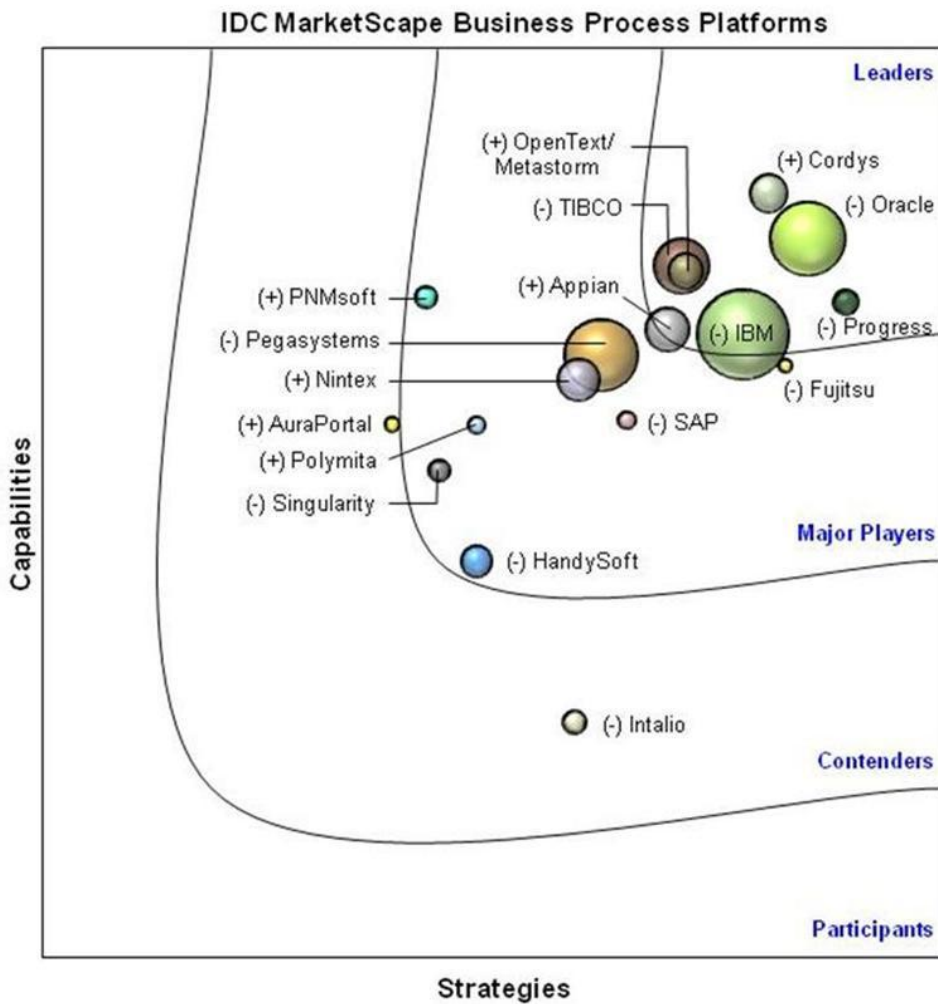 IDC MarketScape Business Process Platforms
Leaders
(+) OpenText/
Metastorm
(+) Cordys
(-) TIBCO
(-) Oracle
(+) Appian
(+) PNMsoft
(-) Progress
(-) IBM
(-) Pegasystems
(+) Nintex
(-) Fujitsu
(+) AuraPortal
(-) SAP
(+) Polymita
(-) Singularity
Major Players
(-) HandySoft
(-) Intalio
Contenders
Participants
Capabilities
Strategies